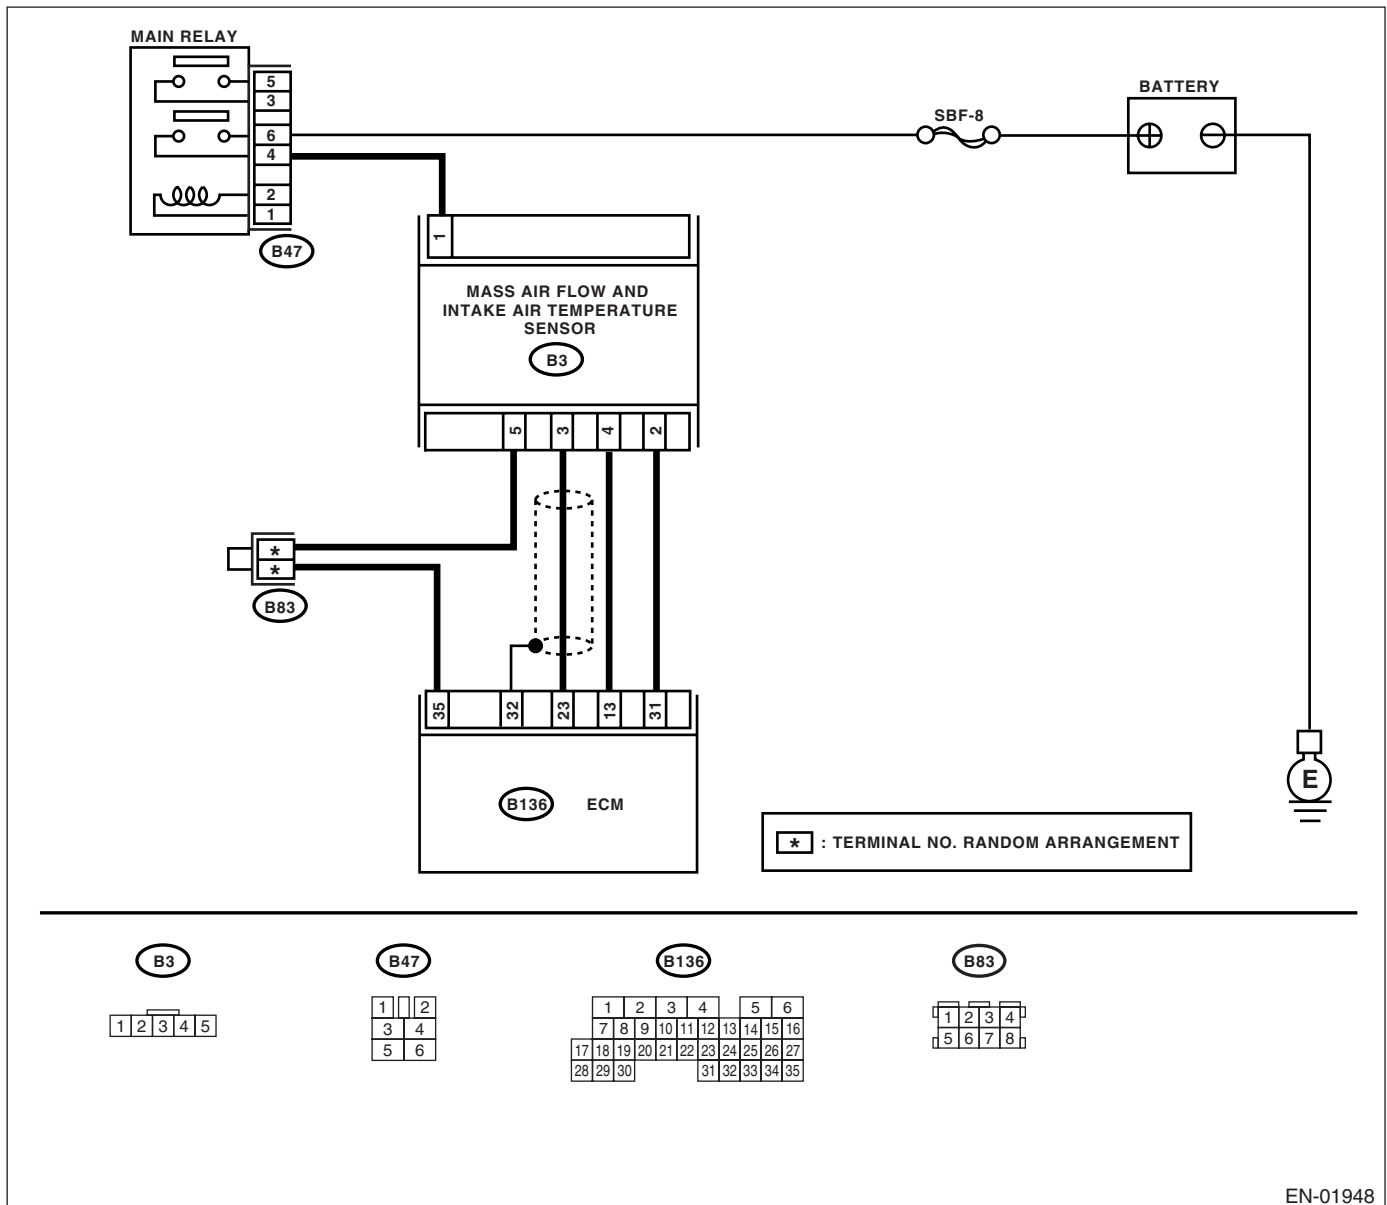 MAIN RELAY
5
3
6
4
2
1
B47
SBF-8
BATTERY
1
MASS AIR FLOW AND
INTAKE AIR TEMPERATURE
SENSOR
B3
5 3 4 2
*
*
B83
35 32 23 13 31
B136 ECM
E
* : TERMINAL NO. RANDOM ARRANGEMENT
B3
1 2 3 4 5
B47
1 2
3 4
5 6
B136
1 2 3 4 5 6
7 8 9 10 11 12 13 14 15 16
17 18 19 20 21 22 23 24 25 26 27
28 29 30 31 32 33 34 35
B83
1 2 3 4
5 6 7 8
EN-01948